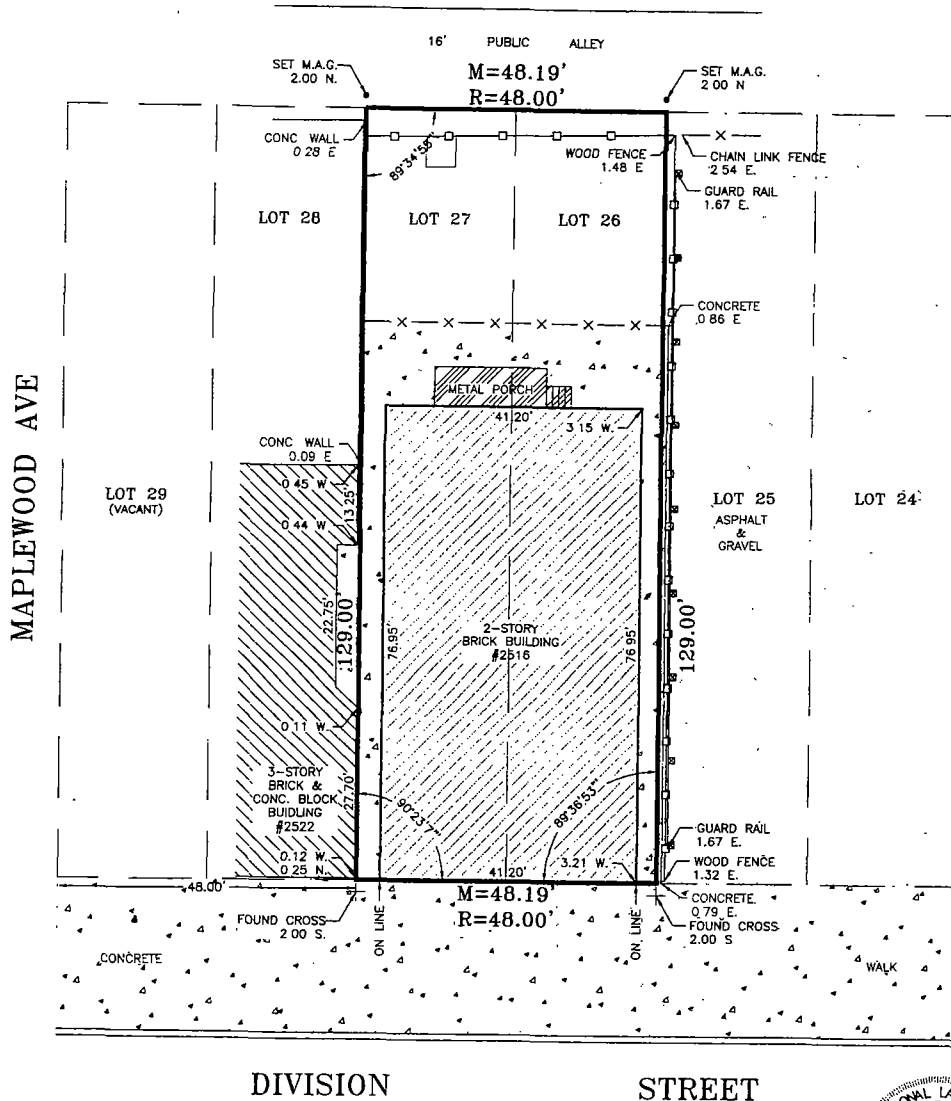 16' PUBLIC ALLEY
SET M.A.G.
2.00 N.
M=48.19'
R=48.00'
SET M.A.G.
2.00 N
CONC WALL
0.28 E
89°34'58"
WOOD FENCE
1.48 E
CHAIN LINK FENCE
2.54 E.
GUARD RAIL
1.67 E.
LOT 28
LOT 27
LOT 26
CONCRETE
0.86 E
METAL PORCH
41.20'
3.15 W.
MAPLEWOOD AVE
CONC WALL
0.09 E
0.45 W
13.25'
0.44 W
LOT 29
(VACANT)
LOT 25
ASPHALT
&
GRAVEL
LOT 24
22.75'
129.00'
76.95'
2-STORY
BRICK BUILDING
#2516
76.95'
129.00'
0.11 W.
3-STORY
BRICK &
CONC. BLOCK
BUIDLING
#2522
27.70'
90°23'7"
89°36'53"
0.12 W.
0.25 N.
48.00'
41.20'
3.21 W.
GUARD RAIL
1.67 E.
WOOD FENCE
1.32 E.
M=48.19
R=48.00'
CONCRETE
0.79 E.
FOUND CROSS
2.00 S.
ON LINE
ON LINE
FOUND CROSS
2.00 S
CONCRETE
WALK
DIVISION STREET